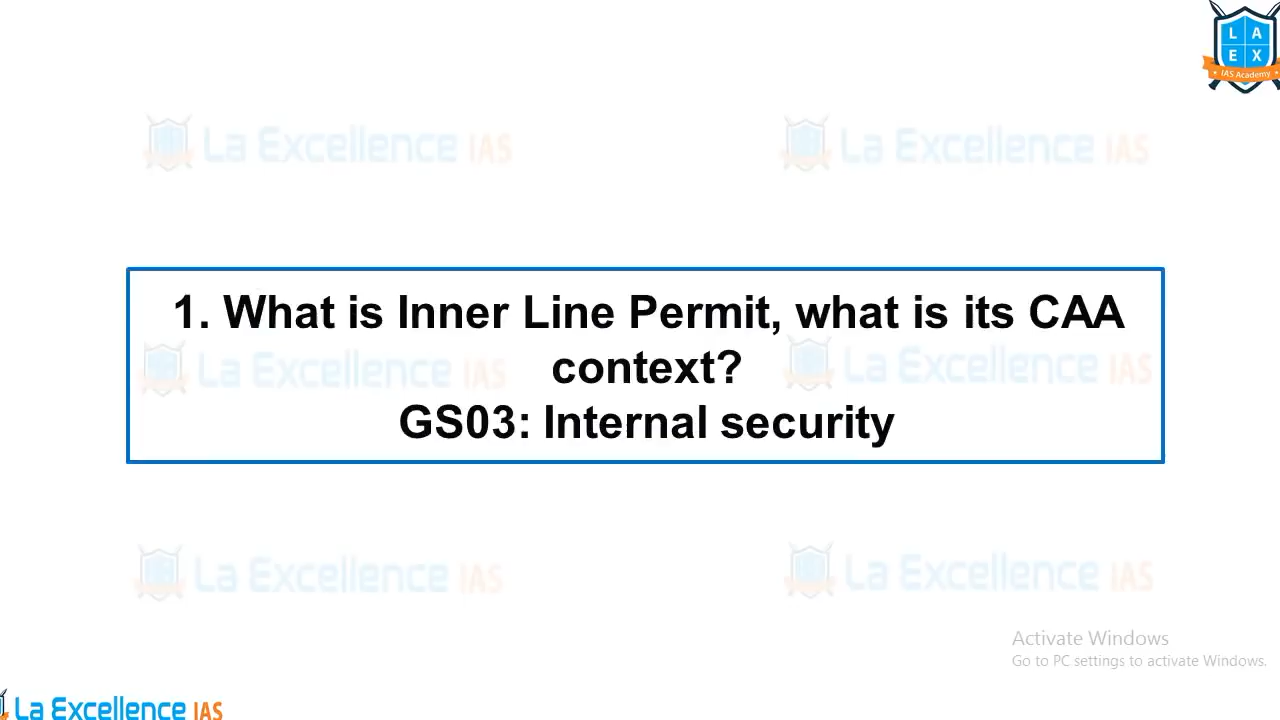 L A
E X
IAS Academy
La Excellence IAS
La Excellence IAS
1. What is Inner Line Permit, what is its CAA
context?
GS03: Internal security
La Excellence IAS
La Excellence IAS
La Excellence IAS
La Excellence IAS
Activate Windows
Go to PC settings to activate Windows.
La Excellence IAS